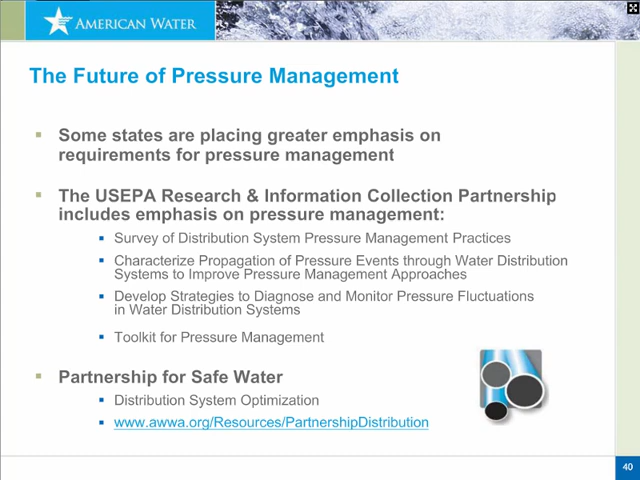 AMERICAN WATER
The Future of Pressure Management
Some states are placing greater emphasis on
requirements for pressure management
The USEPA Research & Information Collection Partnership
includes emphasis on pressure management:
Survey of Distribution System Pressure Management Practices
Characterize Propagation of Pressure Events through Water Distribution
Systems to Improve Pressure Management Approaches
Develop Strategies to Diagnose and Monitor Pressure Fluctuations
in Water Distribution Systems
Toolkit for Pressure Management
Partnership for Safe Water
Distribution System Optimization
www.awwa.org/Resources/PartnershipDistribution
40